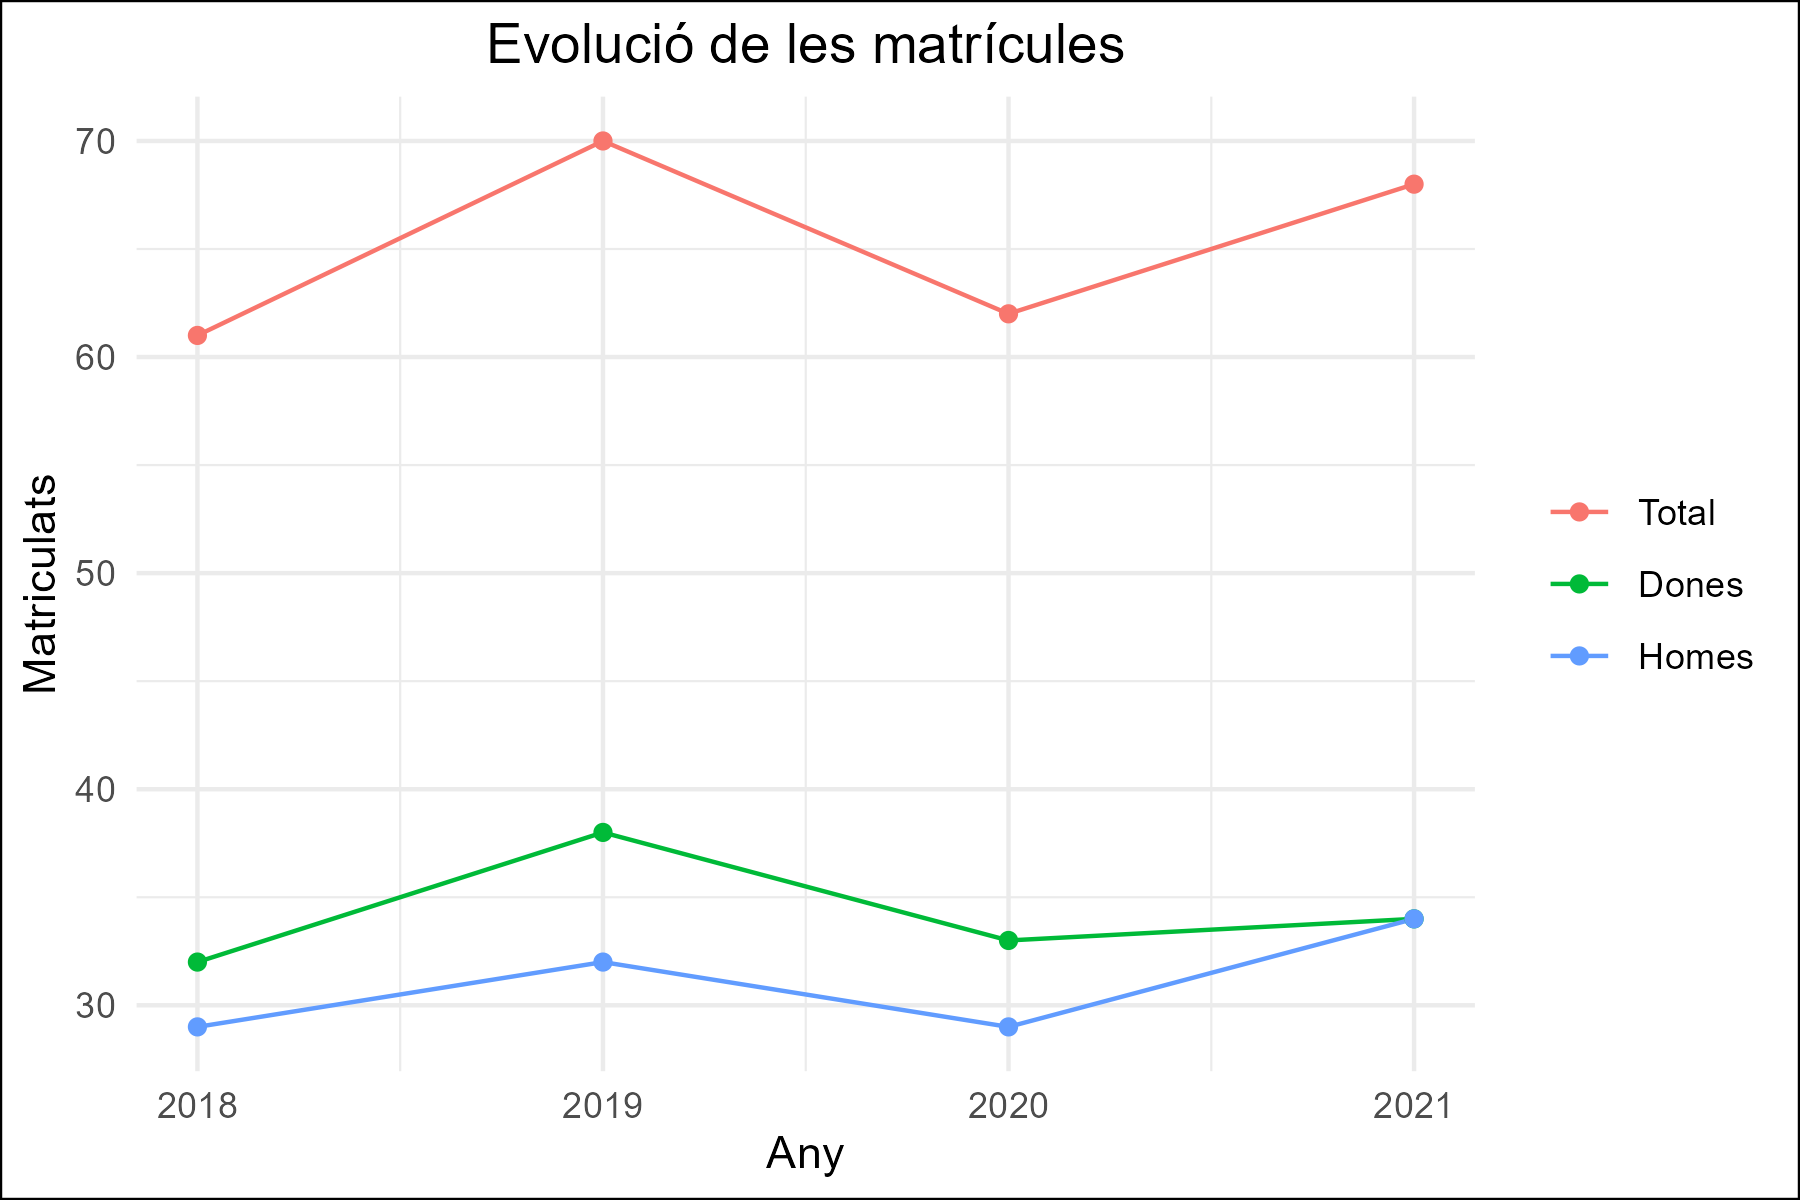 Evolució de les matrícules
70
60
50
40
30
Matriculats
2018
2019
2020
2021
Any
Total
Dones
Homes